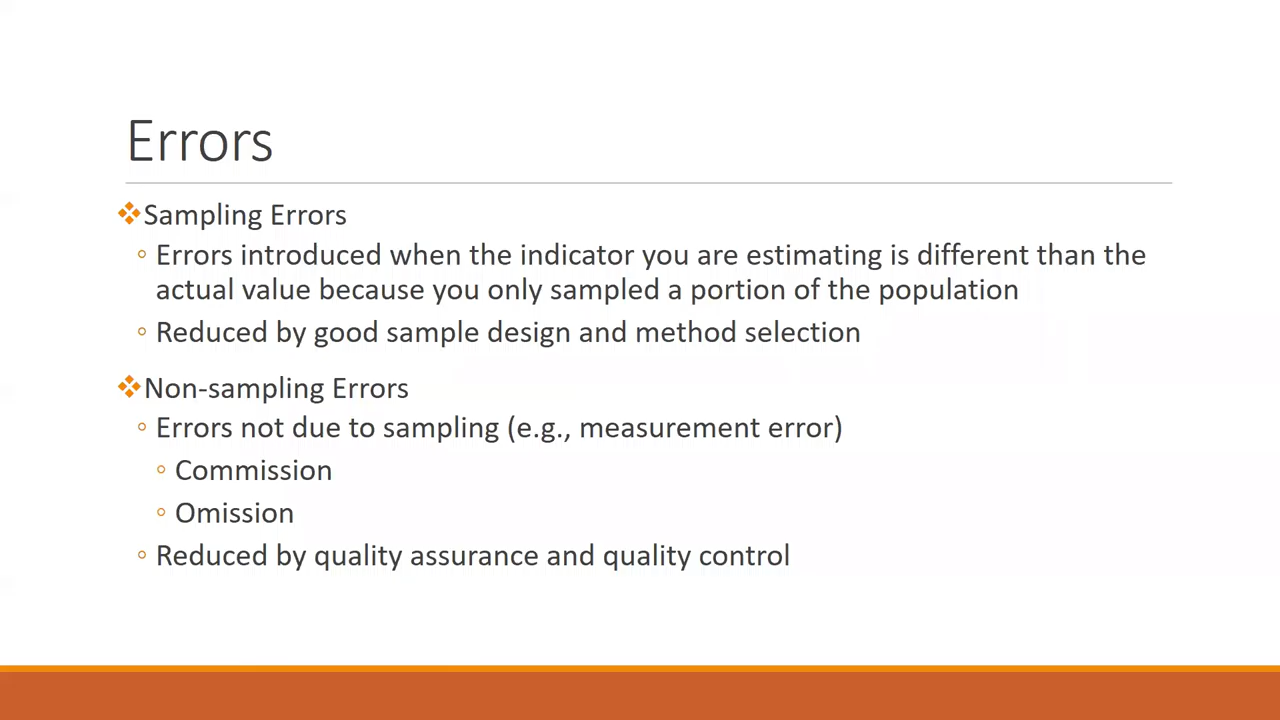 Errors
❖Sampling Errors
◦ Errors introduced when the indicator you are estimating is different than the
actual value because you only sampled a portion of the population
◦ Reduced by good sample design and method selection
❖Non-sampling Errors
◦ Errors not due to sampling (e.g., measurement error)
◦ Commission
◦ Omission
◦ Reduced by quality assurance and quality control